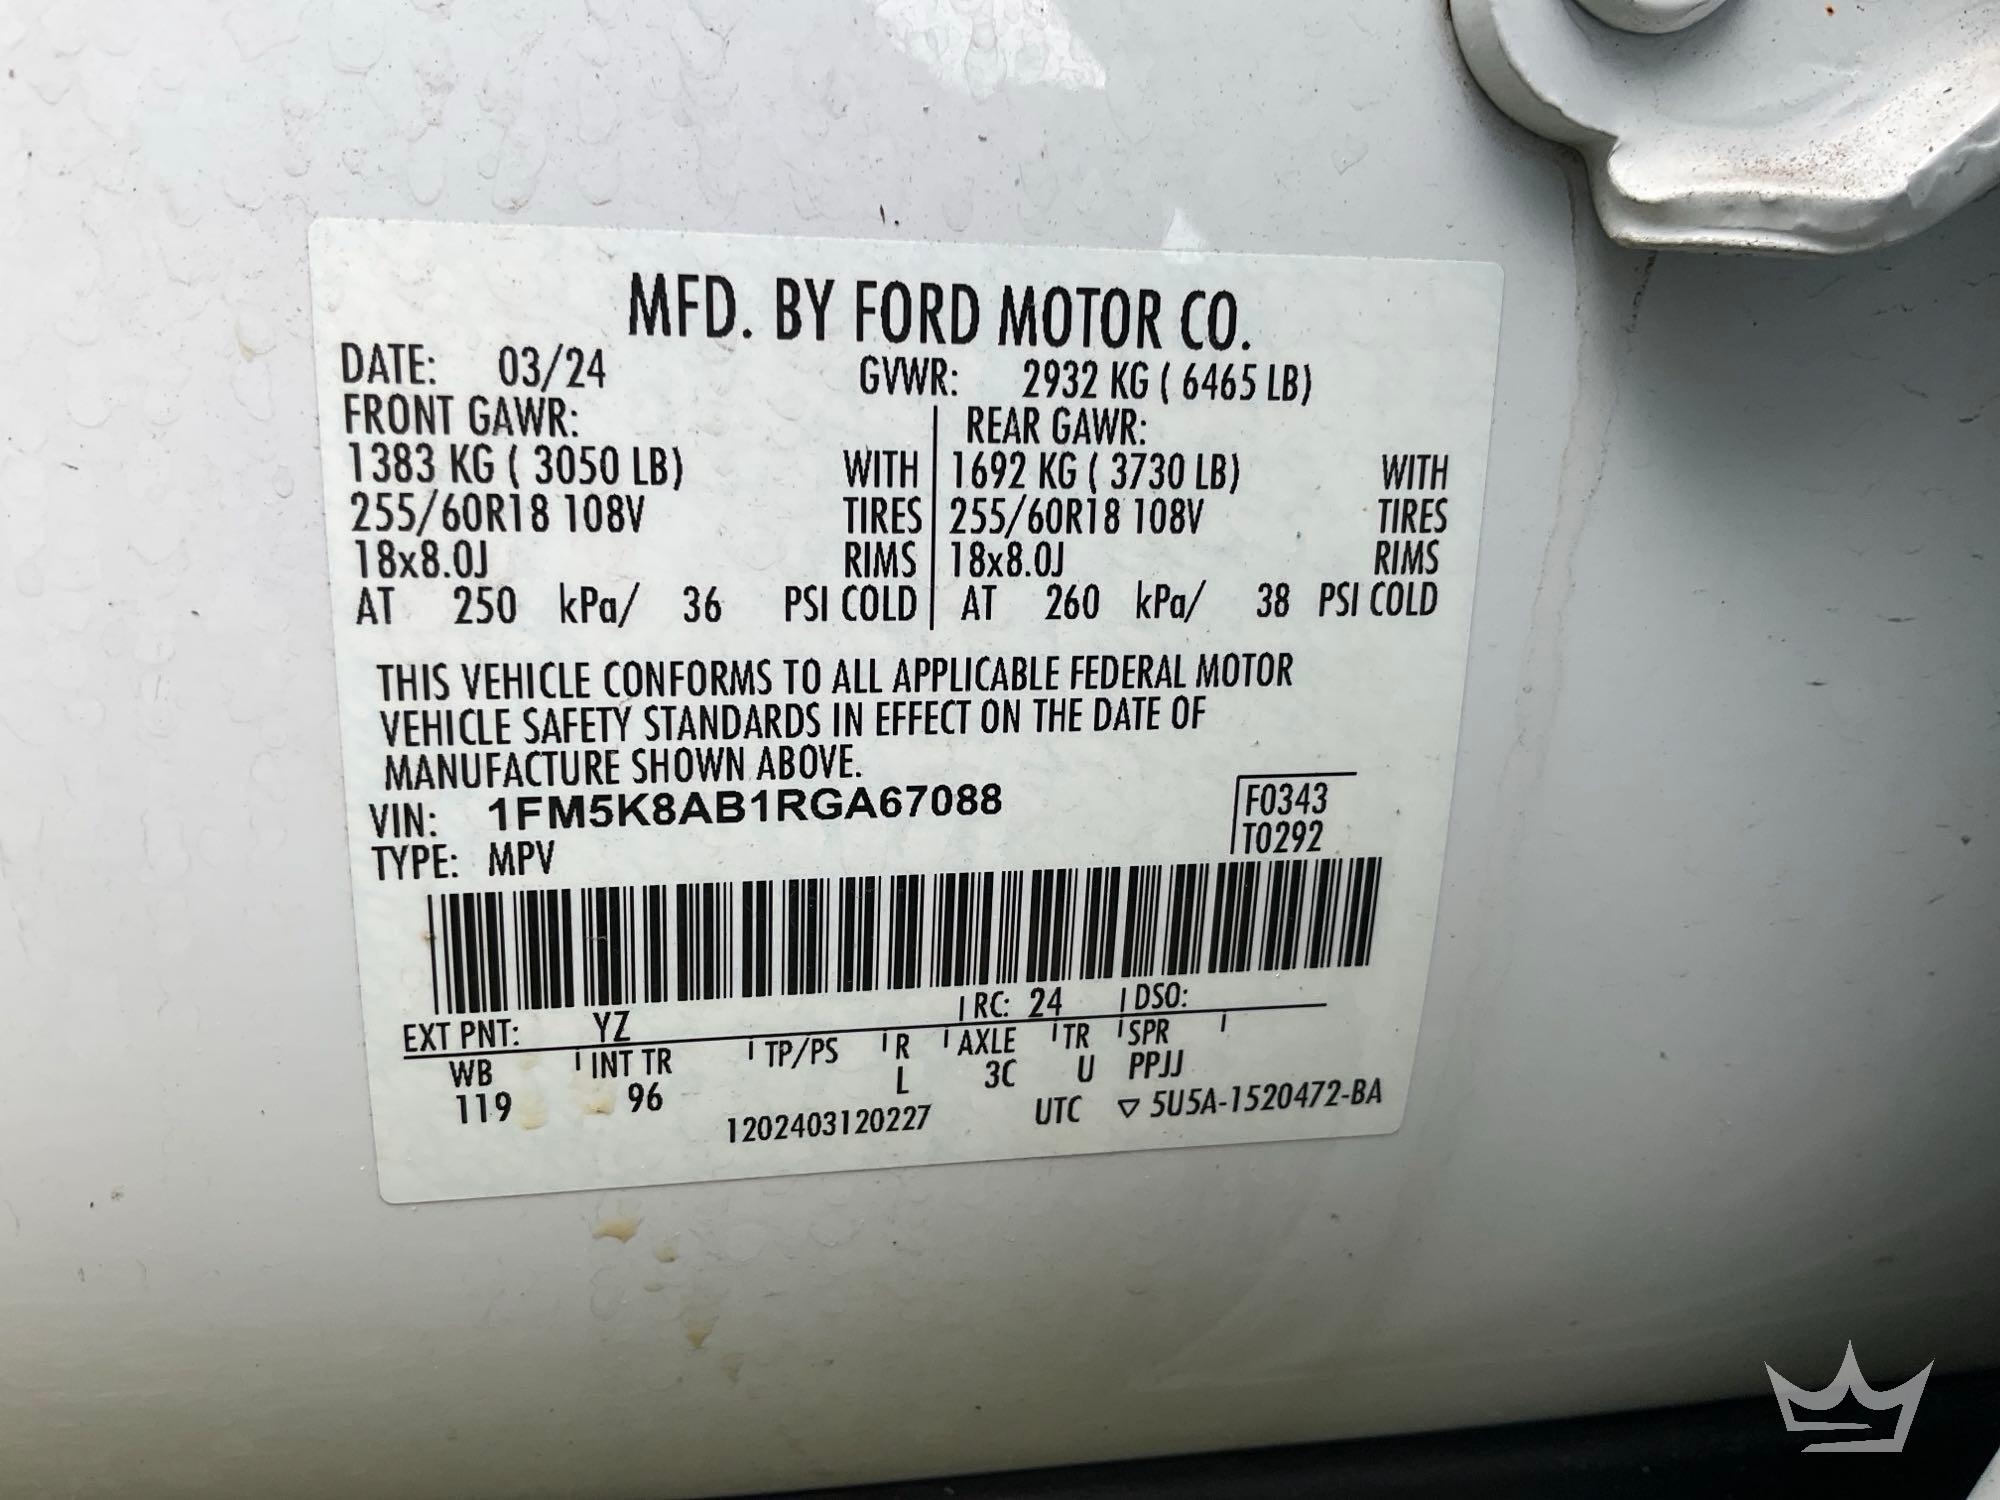 MFD. BY FORD MOTOR CO.
DATE: 03/24 GVWR: 2932 KG ( 6465 LB)
FRONT GAWR: REAR GAWR:
1383 KG ( 3050 LB) WITH 1692 KG ( 3730 LB) WITH
255/60R18 108V TIRES 255/60R18 108V TIRES
18x8.0J RIMS 18x8.0J RIMS
AT 250 kPa/ 36 PSI COLD AT 260 kPa/ 38 PSI COLD
THIS VEHICLE CONFORMS TO ALL APPLICABLE FEDERAL MOTOR
VEHICLE SAFETY STANDARDS IN EFFECT ON THE DATE OF
MANUFACTURE SHOWN ABOVE.
VIN: 1FM5K8AB1RGA67088 F0343
TYPE: MPV T0292
EXT PNT: YZ RC: 24 DSO:
WB INT TR TP/PS R AXLE TR SPR
119 96 L 3C U PPJJ
1202403120227 UTC ▽ 5U5A-1520472-BA